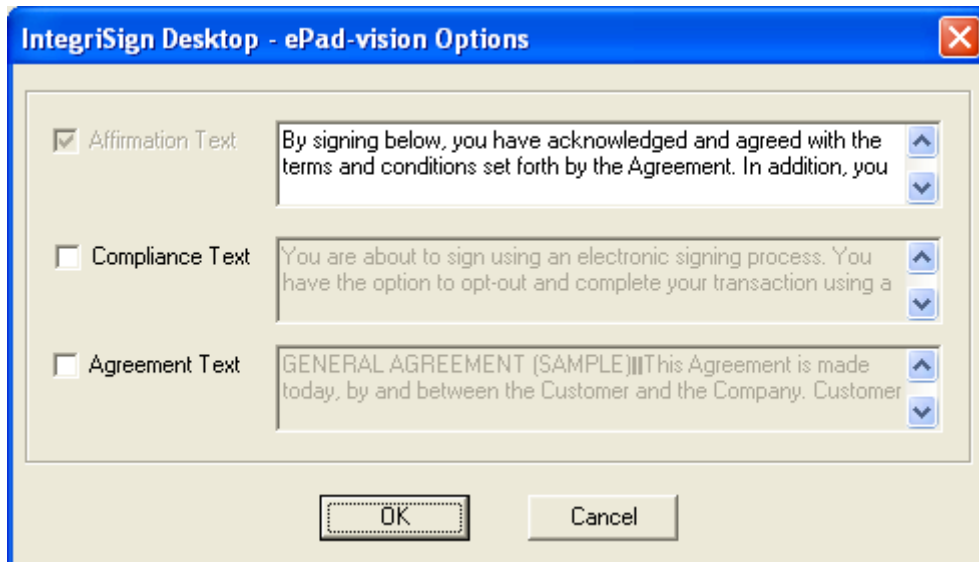 IntegriSign Desktop - ePad-vision Options
Affirmation Text
By signing below, you have acknowledged and agreed with the
terms and conditions set forth by the Agreement. In addition, you
Compliance Text
You are about to sign using an electronic signing process. You
have the option to opt-out and complete your transaction using a
Agreement Text
GENERAL AGREEMENT (SAMPLE)||This Agreement is made
today, by and between the Customer and the Company. Customer
OK
Cancel